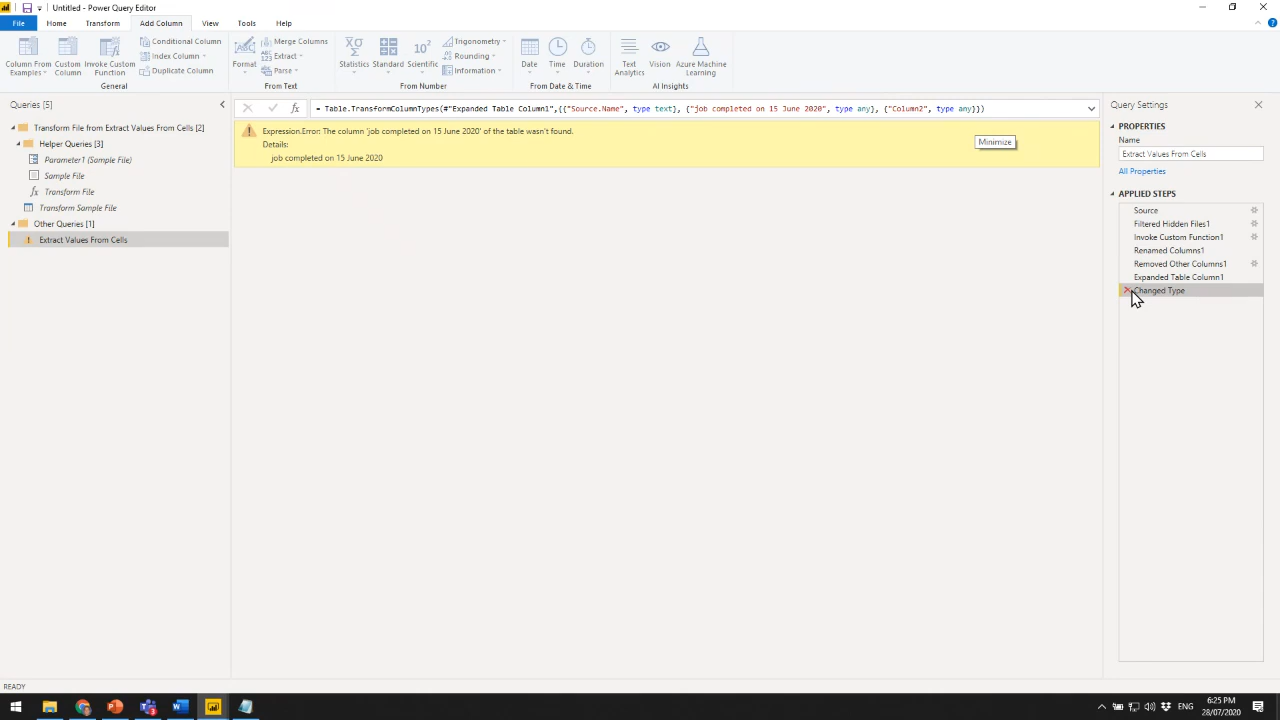 Untitled - Power Query Editor
File Home Transform Add Column View Tools Help
Column From Examples
Custom Column
Invoke Custom Function
Conditional Column
Index Column
Duplicate Column
General
Format
Merge Columns
Extract
Parse
From Text
Statistics
Standard
Scientific
Trigonometry
Rounding
Information
From Number
Date
Time
Duration
From Date & Time
Text Analytics
Vision
Azure Machine Learning
AI Insights
Queries [5]
Transform File from Extract Values From Cells [2]
Helper Queries [3]
Parameter1 (Sample File)
Sample File
Transform File
Transform Sample File
Other Queries [1]
Extract Values From Cells
= Table.TransformColumnTypes(#"Expanded Table Column1",{{"Source.Name", type text}, {"job completed on 15 June 2020", type any}, {"Column2", type any}})
Expression.Error: The column 'job completed on 15 June 2020' of the table wasn't found.
Details:
job completed on 15 June 2020
Minimize
Query Settings
PROPERTIES
Name
Extract Values From Cells
All Properties
APPLIED STEPS
Source
Filtered Hidden Files1
Invoke Custom Function1
Renamed Columns1
Removed Other Columns1
Expanded Table Column1
Changed Type
READY
ENG
6:25 PM
28/07/2020